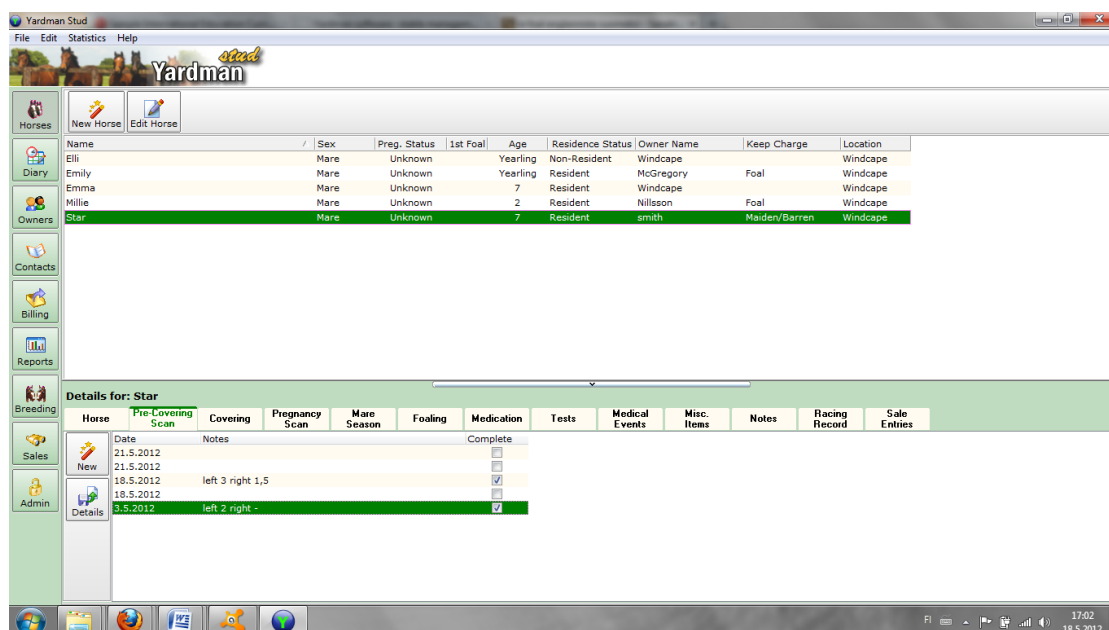 Yardman Stud
File Edit Statistics Help
Yardman stud
Horses
New Horse Edit Horse
Name Sex Preg. Status 1st Foal Age Residence Status Owner Name Keep Charge Location
Elli Mare Unknown Yearling Non-Resident Windcape Windcape
Emily Mare Unknown Yearling Resident McGregory Foal Windcape
Emma Mare Unknown 7 Resident Windcape Windcape
Millie Mare Unknown 2 Resident Nillsson Foal Windcape
Star Mare Unknown 7 Resident smith Maiden/Barren Windcape
Diary
Owners
Contacts
Billing
Reports
Breeding
Sales
Admin
Details for: Star
Horse Pre-Covering Scan Covering Pregnancy Scan Mare Season Foaling Medication Tests Medical Events Misc. Items Notes Racing Record Sale Entries
New
Details
Date Notes Complete
21.5.2012
21.5.2012
18.5.2012 left 3 right 1,5
18.5.2012
3.5.2012 left 2 right -
FI 17:02
18.5.2012